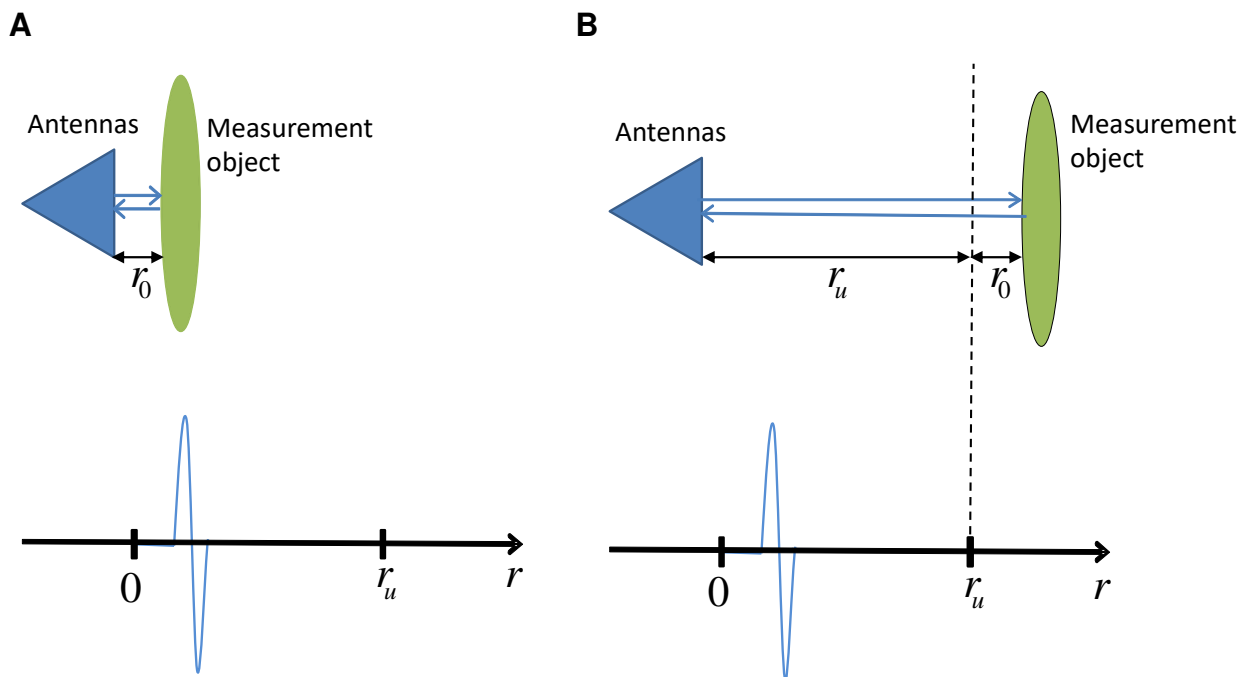 A
Antennas
Measurement
object
r0
0
ru
r
B
Antennas
Measurement
object
ru
r0
0
ru
r